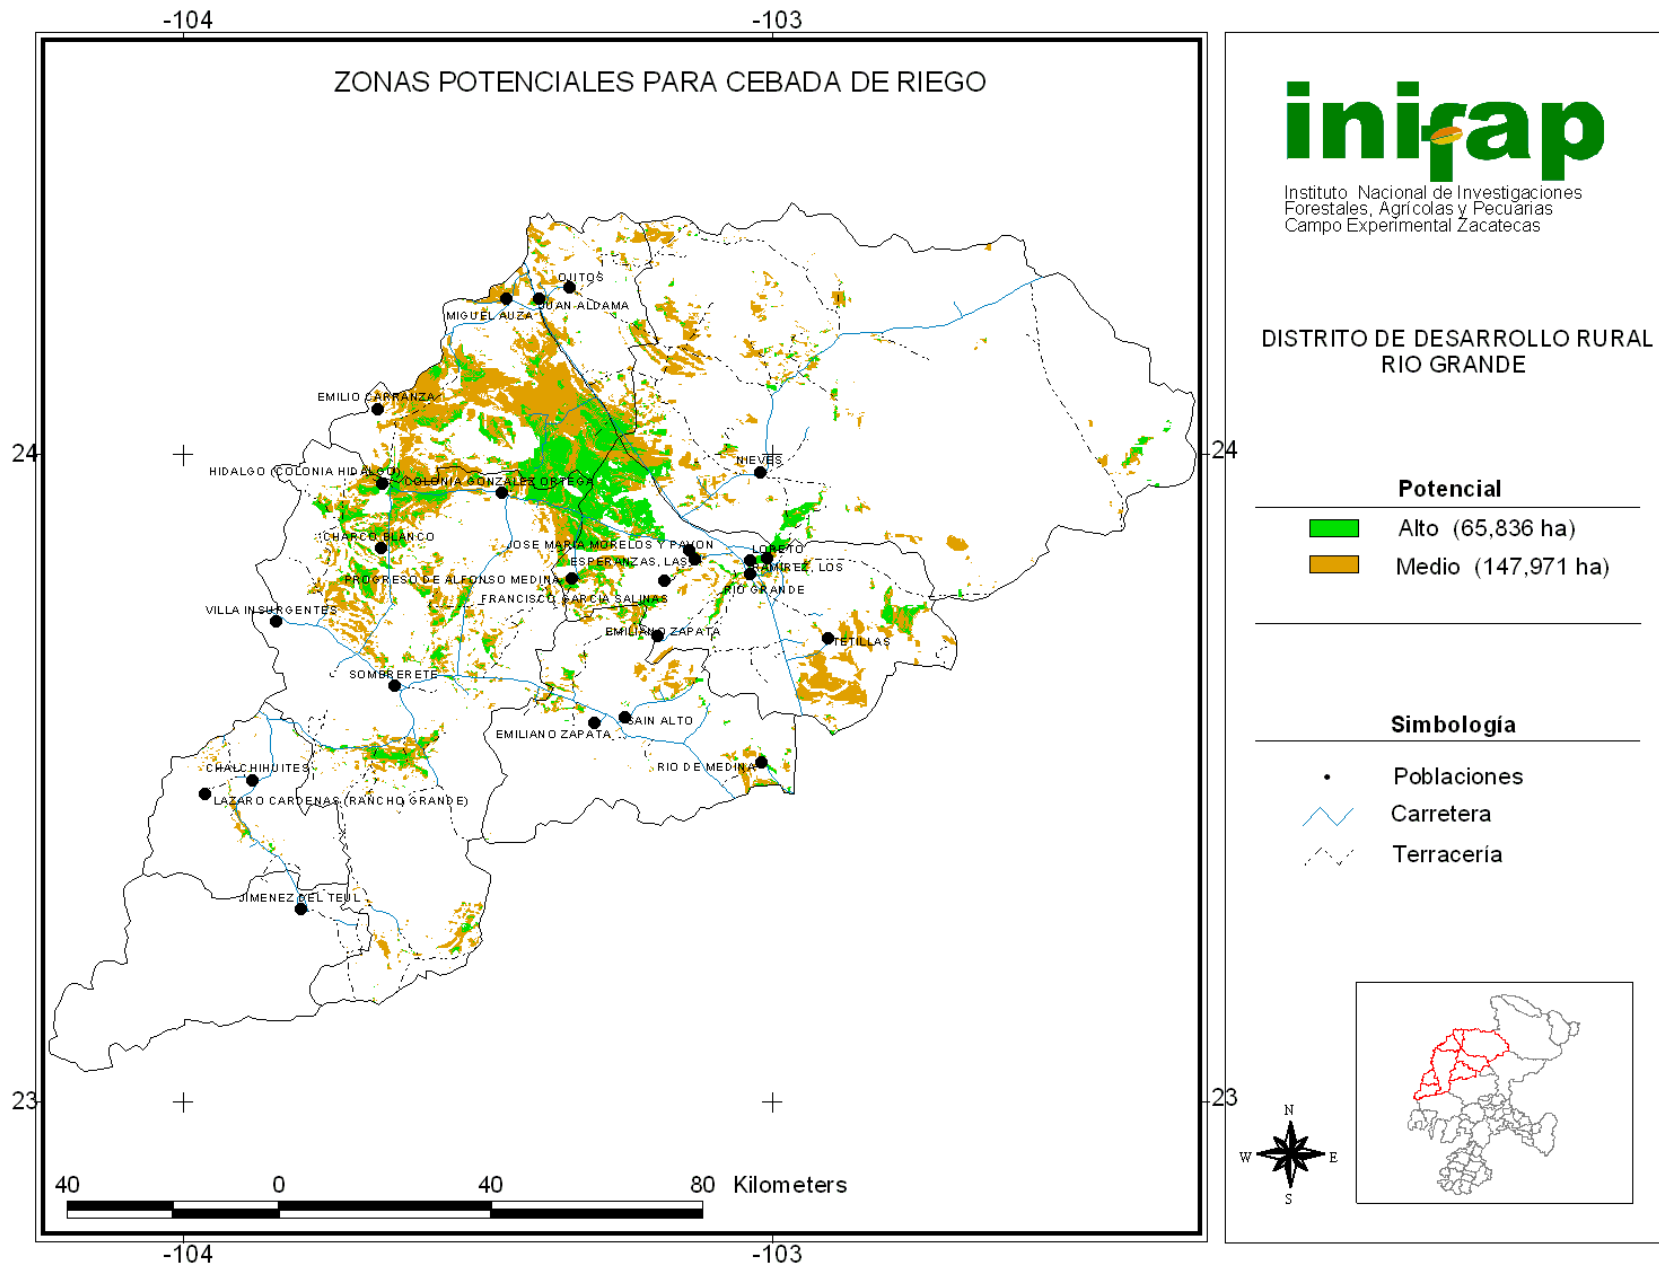 -104
-103
ZONAS POTENCIALES PARA CEBADA DE RIEGO
OJITOS
JUAN ALDAMA
MIGUEL AUZA
EMILIO CARRANZA
24
24
NIEVES
HIDALGO (COLONIA HIDALGO)
COLONIA GONZALEZ ORTEGA
CHARCO BLANCO
JOSE MARIA MORELOS Y PAVON
LORETO
ESPERANZAS, LAS
RAMIREZ, LOS
PROGRESO DE ALFONSO MEDINA
RIO GRANDE
FRANCISCO GARCIA SALINAS
VILLA INSURGENTES
EMILIANO ZAPATA
TETILLAS
SOMBRERETE
SAIN ALTO
EMILIANO ZAPATA
RIO DE MEDINA
CHALCHIHUITES
LAZARO CARDENAS (RANCHO GRANDE)
JIMENEZ DEL TEUL
23
23
40 0 40 80 Kilometers
-104
-103
inifap
Instituto Nacional de Investigaciones
Forestales, Agrícolas y Pecuarias
Campo Experimental Zacatecas
DISTRITO DE DESARROLLO RURAL
RIO GRANDE
Potencial
Alto (65,836 ha)
Medio (147,971 ha)
Simbología
Poblaciones
Carretera
Terracería
N
W E
S